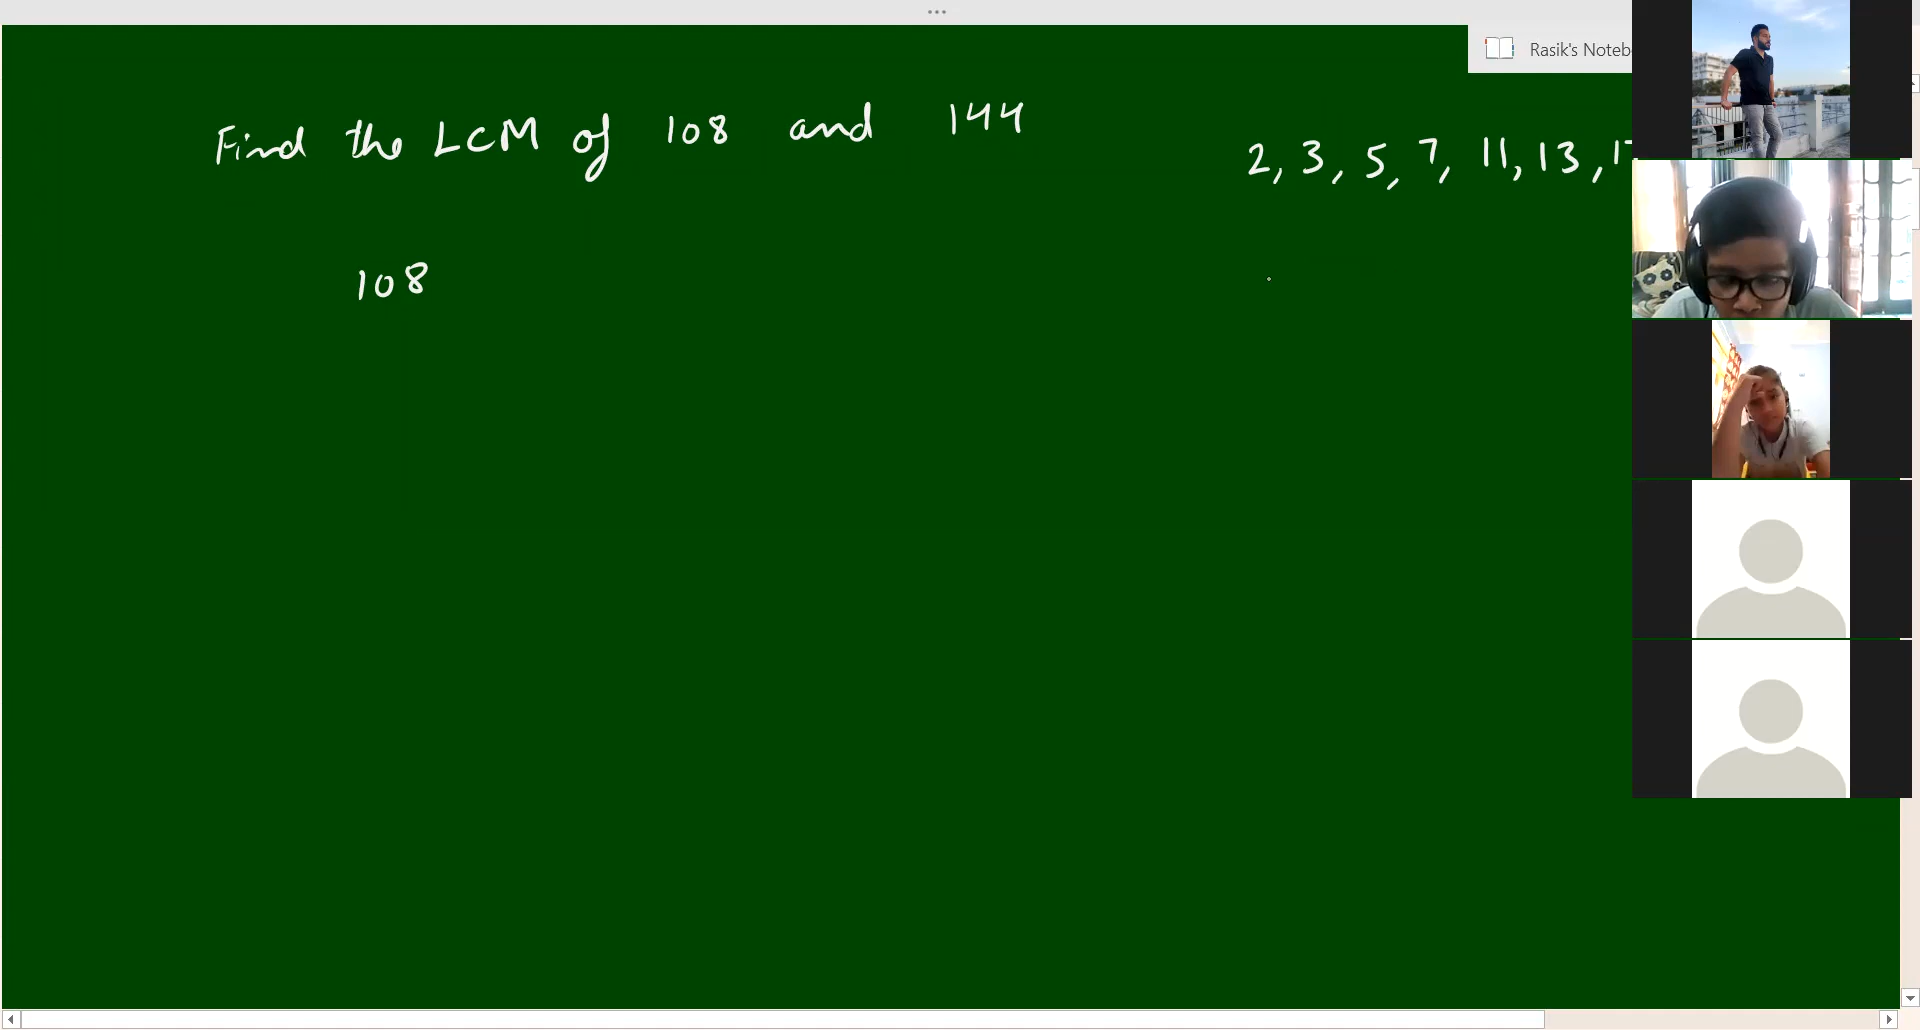 Rasik's Noteb
Find the LCM of 108 and 144
2, 3, 5, 7, 11, 13,
108